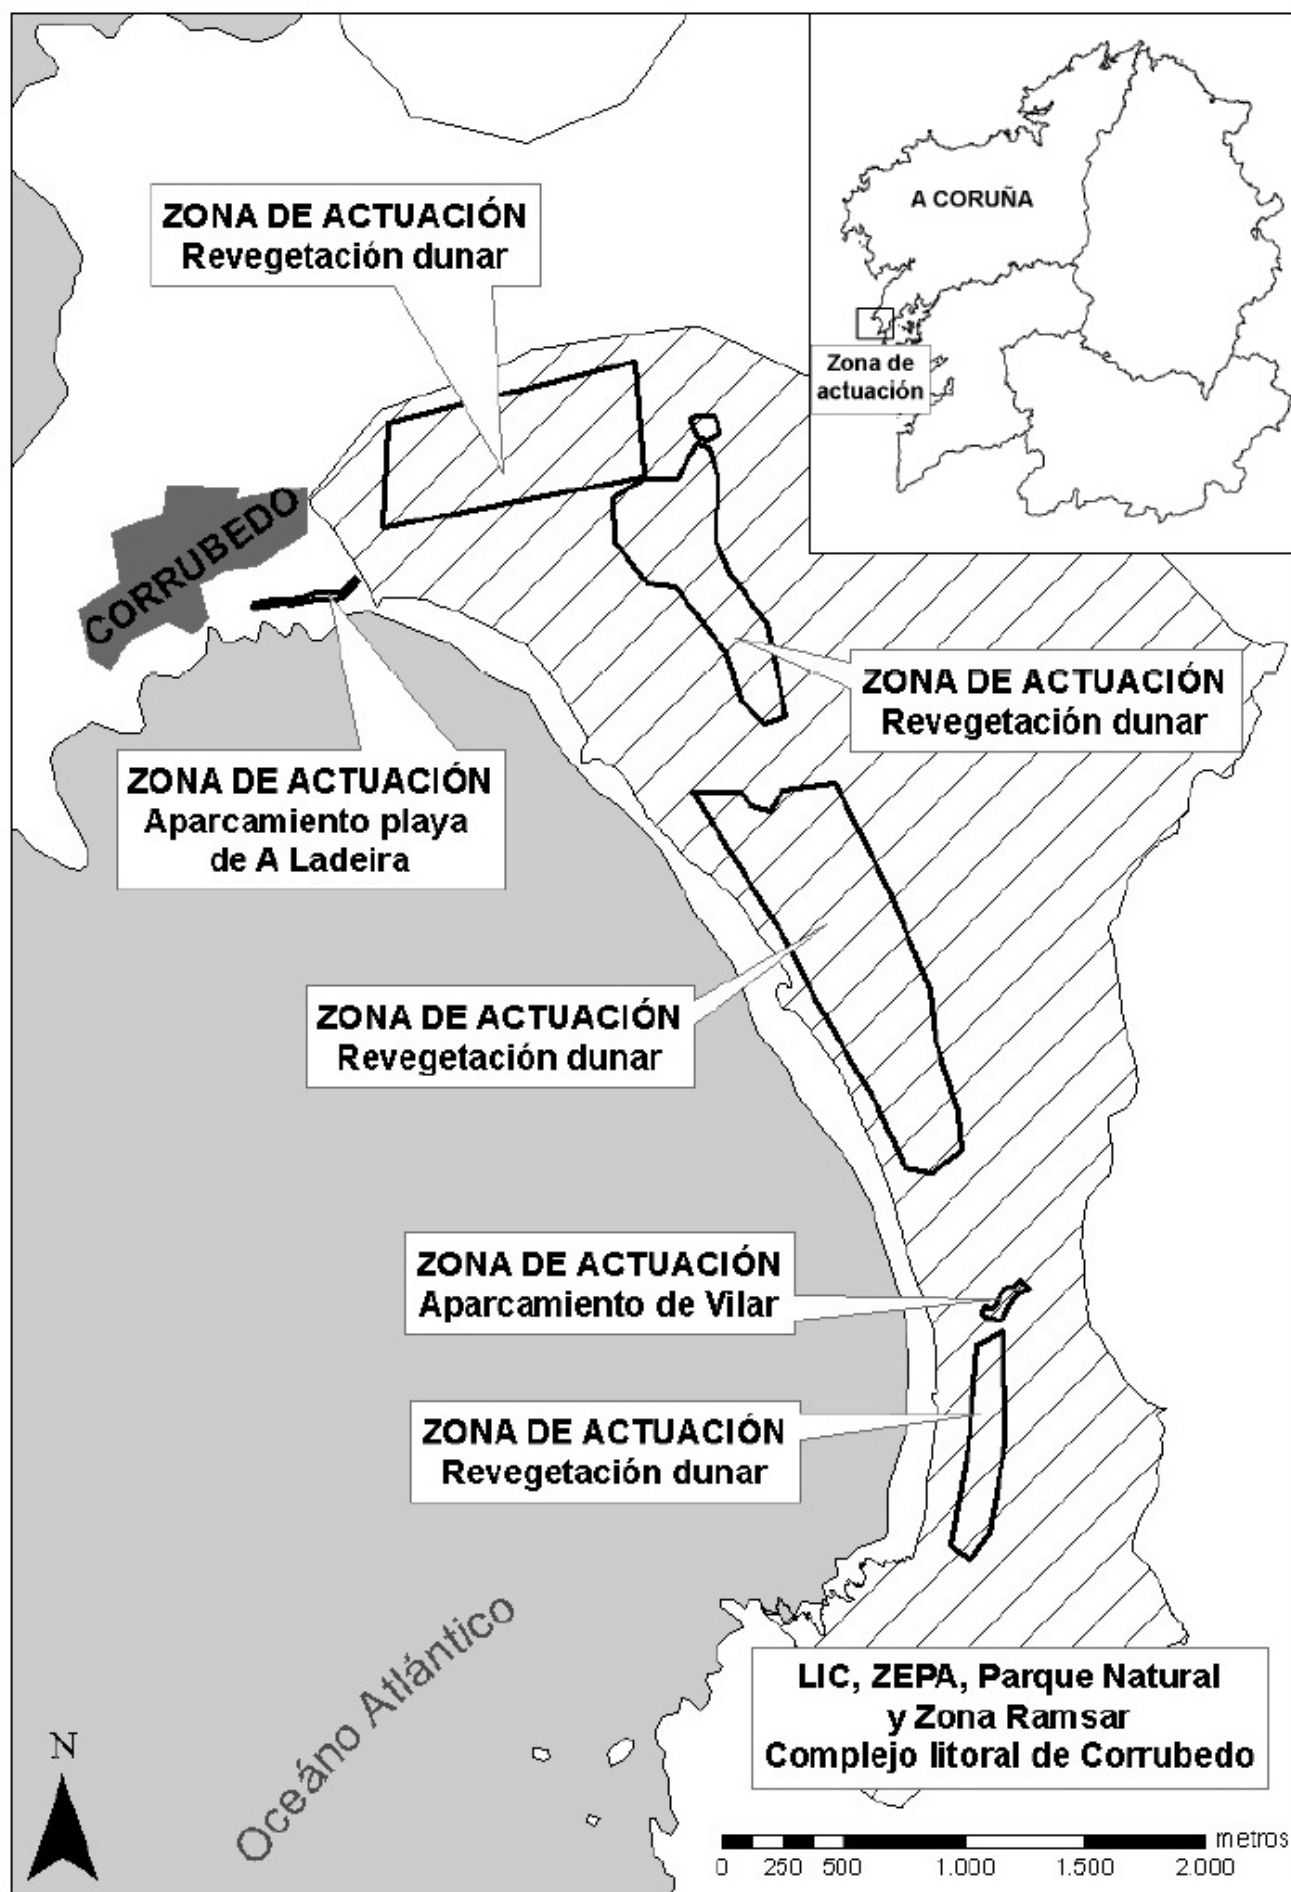 A CORUÑA
Zona de
actuación
ZONA DE ACTUACIÓN
Revegetación dunar
CORRUBEDO
ZONA DE ACTUACIÓN
Revegetación dunar
ZONA DE ACTUACIÓN
Aparcamiento playa
de A Ladeira
ZONA DE ACTUACIÓN
Revegetación dunar
ZONA DE ACTUACIÓN
Aparcamiento de Vilar
ZONA DE ACTUACIÓN
Revegetación dunar
Oceáno Atlántico
LIC, ZEPA, Parque Natural
y Zona Ramsar
Complejo litoral de Corrubedo
N
metros
0 250 500 1.000 1.500 2.000